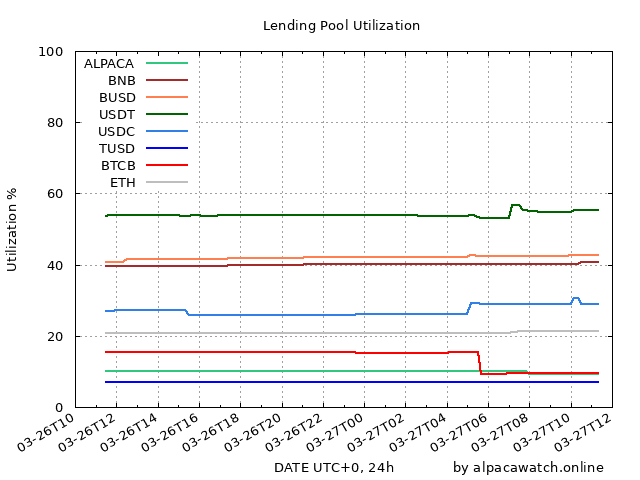 Lending Pool Utilization
100
80
60
40
20
0
Utilization %
ALPACA
BNB
BUSD
USDT
USDC
TUSD
BTCB
ETH
03-26T10
03-26T12
03-26T14
03-26T16
03-26T18
03-26T20
03-26T22
03-27T00
03-27T02
03-27T04
03-27T06
03-27T08
03-27T10
03-27T12
DATE UTC+0, 24h
by alpacawatch.online